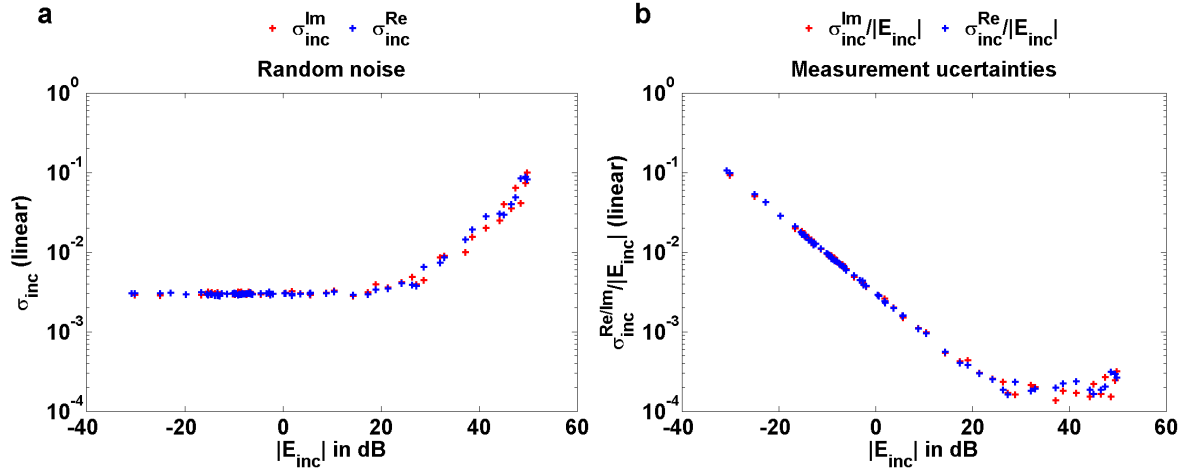 a
σ_inc^Im σ_inc^Re
Random noise
10^0
10^-1
10^-2
10^-3
10^-4
σ_inc (linear)
-40 -20 0 20 40 60
|E_inc| in dB
b
σ_inc^Im/|E_inc| σ_inc^Re/|E_inc|
Measurement ucertainties
10^0
10^-1
10^-2
10^-3
10^-4
σ_inc^Re/Im/|E_inc| (linear)
-40 -20 0 20 40 60
|E_inc| in dB